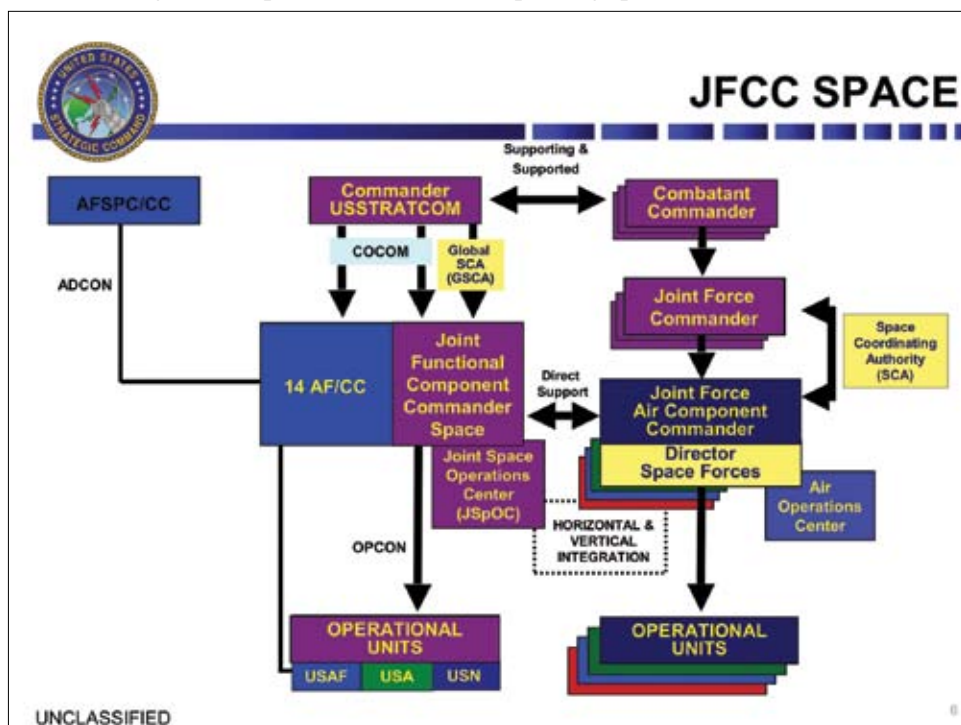 UNITED STATES
STRATEGIC COMMAND
JFCC SPACE
Supporting &
Supported
AFSPC/CC
Commander
USSTRATCOM
Combatant
Commander
COCOM
Global
SCA
(GSCA)
ADCON
Joint Force
Commander
Space
Coordinating
Authority
(SCA)
14 AF/CC
Joint
Functional
Component
Commander
Space
Direct
Support
Joint Force
Air Component
Commander
Director
Space Forces
Joint Space
Operations
Center
(JSpOC)
Air
Operations
Center
HORIZONTAL &
VERTICAL
INTEGRATION
OPCON
OPERATIONAL
UNITS
USAF USA USN
OPERATIONAL
UNITS
UNCLASSIFIED
6